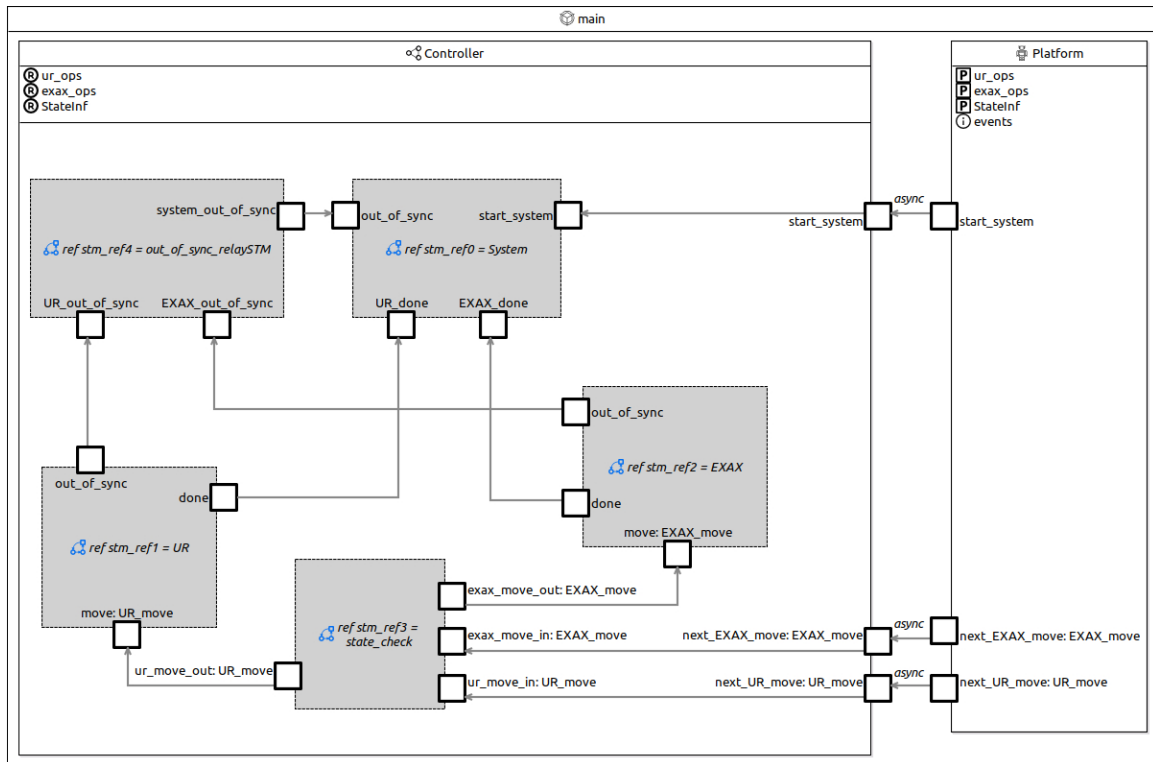 main
Controller
Platform
R ur_ops
R exax_ops
R StateInf
P ur_ops
P exax_ops
P StateInf
i events
system_out_of_sync
out_of_sync
start_system
start_system
async
start_system
ref stm_ref4 = out_of_sync_relaySTM
ref stm_ref0 = System
UR_out_of_sync
EXAX_out_of_sync
UR_done
EXAX_done
out_of_sync
ref stm_ref2 = EXAX
out_of_sync
done
done
move: EXAX_move
ref stm_ref1 = UR
move: UR_move
exax_move_out: EXAX_move
ref stm_ref3 =
state_check
exax_move_in: EXAX_move
next_EXAX_move: EXAX_move
async
next_EXAX_move: EXAX_move
ur_move_out: UR_move
ur_move_in: UR_move
next_UR_move: UR_move
async
next_UR_move: UR_move